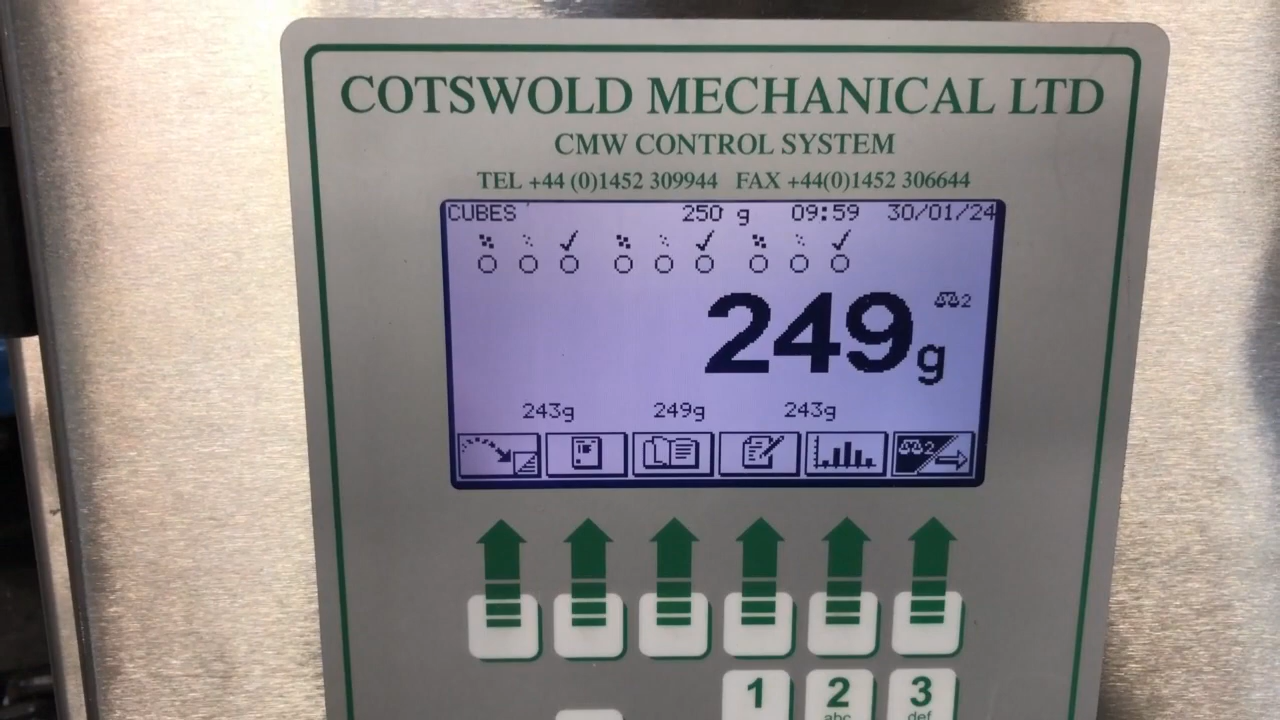 COTSWOLD MECHANICAL LTD
CMW CONTROL SYSTEM
TEL +44 (0)1452 309944 FAX +44(0)1452 306644
CUBES 250 g 09:59 30/01/24
2
249g
243g 249g 243g
2
1 2 3
abc def